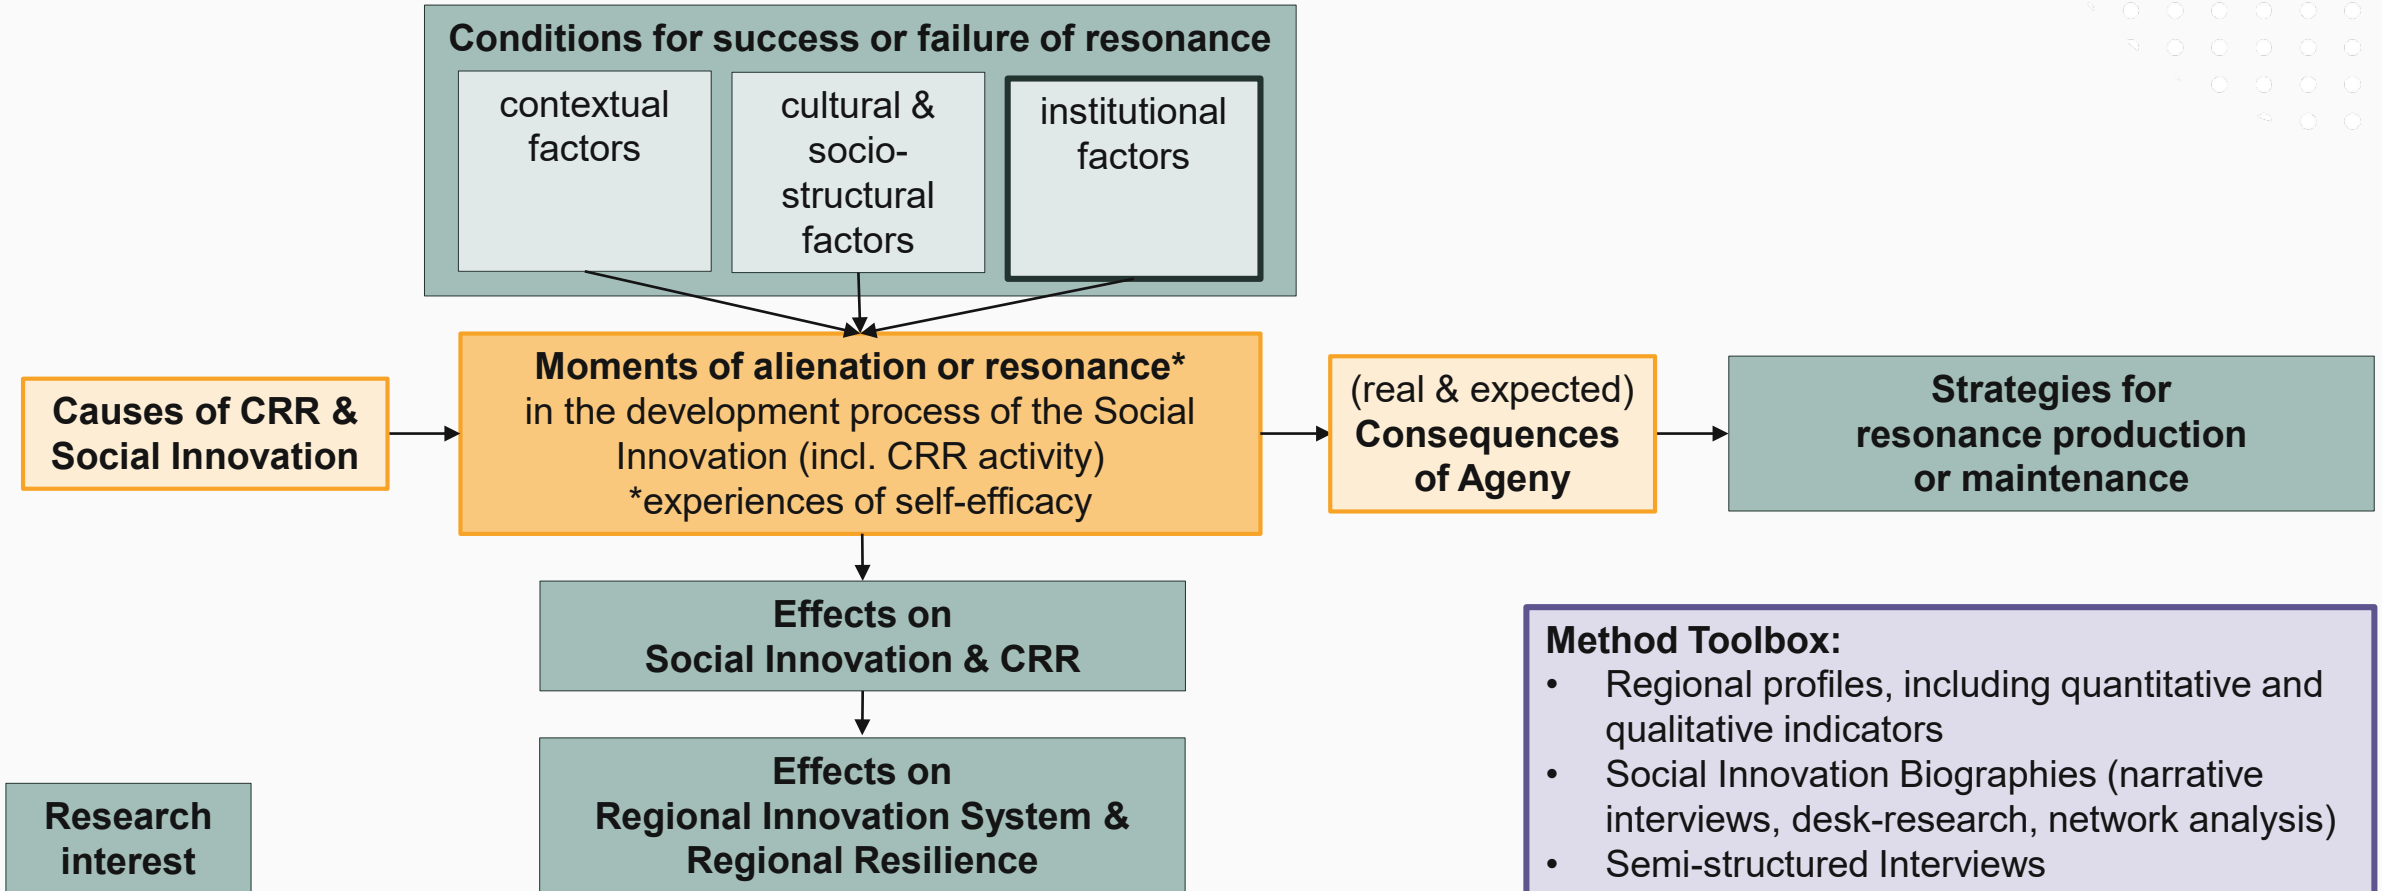 Conditions for success or failure of resonance
contextual
factors
cultural &
socio-
structural
factors
institutional
factors
Causes of CRR &
Social Innovation
Moments of alienation or resonance*
in the development process of the Social
Innovation (incl. CRR activity)
*experiences of self-efficacy
(real & expected)
Consequences
of Ageny
Strategies for
resonance production
or maintenance
Effects on
Social Innovation & CRR
Effects on
Regional Innovation System &
Regional Resilience
Research
interest
Method Toolbox:
• Regional profiles, including quantitative and
qualitative indicators
• Social Innovation Biographies (narrative
interviews, desk-research, network analysis)
• Semi-structured Interviews